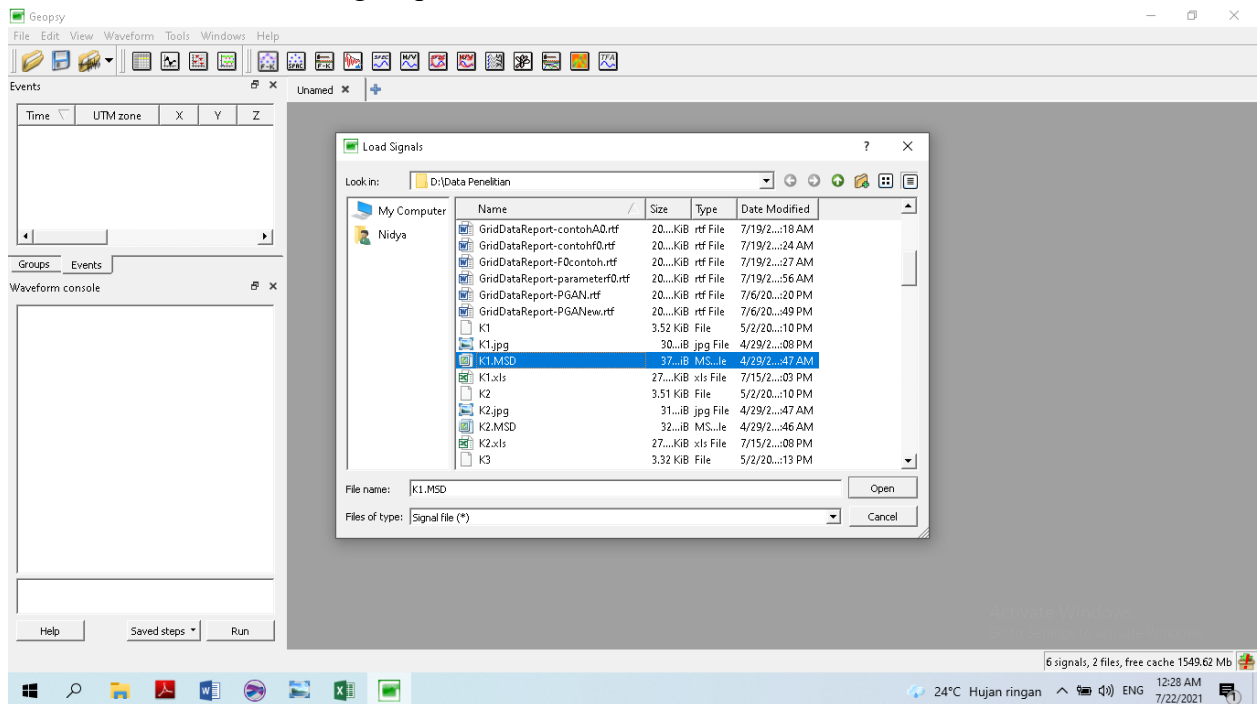 Geopsy
File Edit View Waveform Tools Windows Help
Events
Unamed
Time UTM zone X Y Z
Groups Events
Waveform console
Load Signals
Look in: D:\Data Penelitian
My Computer
Nidya
Name Size Type Date Modified
GridDataReport-contohA0.rtf 20....KiB rtf File 7/19/2...:18 AM
GridDataReport-contohf0.rtf 20....KiB rtf File 7/19/2...:24 AM
GridDataReport-F0contoh.rtf 20....KiB rtf File 7/19/2...:27 AM
GridDataReport-parameterf0.rtf 20....KiB rtf File 7/19/2...:56 AM
GridDataReport-PGAN.rtf 20....KiB rtf File 7/6/20...:20 PM
GridDataReport-PGANew.rtf 20....KiB rtf File 7/6/20...:49 PM
K1 3.52 KiB File 5/2/20...:10 PM
K1.jpg 30...iB jpg File 4/29/2...:08 PM
K1.MSD 37...iB MS...le 4/29/2...:47 AM
K1.xls 27....KiB xls File 7/15/2...:03 PM
K2 3.51 KiB File 5/2/20...:10 PM
K2.jpg 31...iB jpg File 4/29/2...:47 AM
K2.MSD 32...iB MS...le 4/29/2...:46 AM
K2.xls 27....KiB xls File 7/15/2...:08 PM
K3 3.32 KiB File 5/2/20...:13 PM
File name: K1.MSD Open
Files of type: Signal file (*) Cancel
Help Saved steps Run
6 signals, 2 files, free cache 1549.62 Mb
24°C Hujan ringan ENG 12:28 AM
7/22/2021